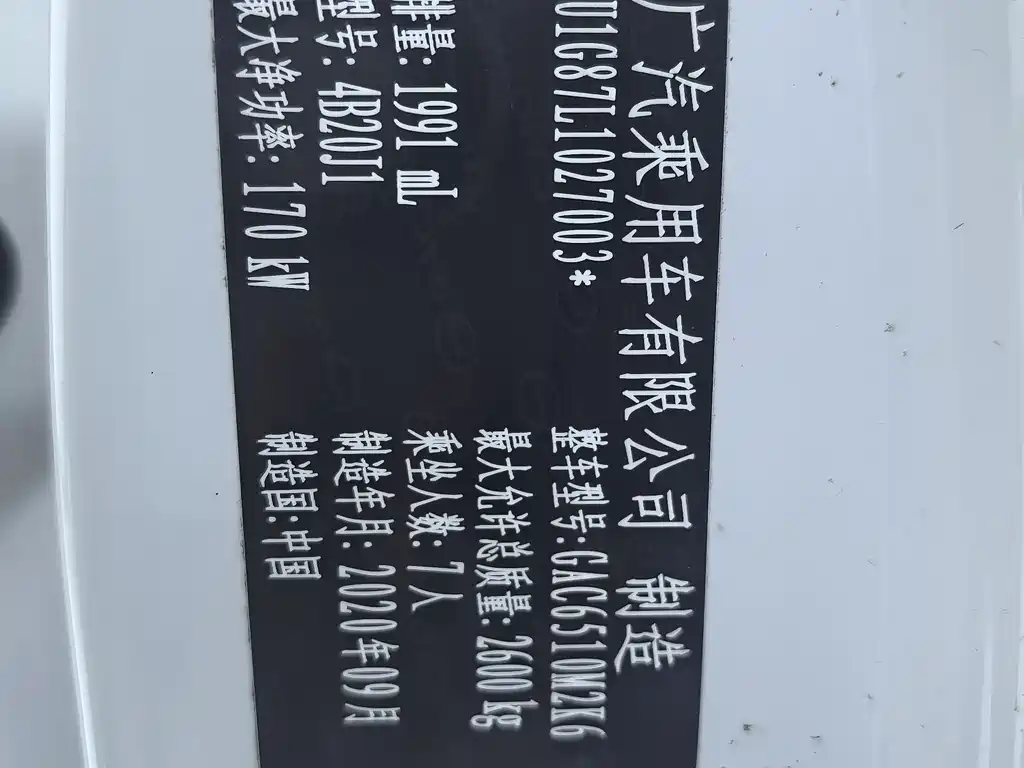 广汽乘用车有限公司 制造
U1G87L1027003* 整车型号:GAC6510M2K6
最大允许总质量: 2600 kg
排量: 1991 mL 乘坐人数: 7人
型号: 4B20J1 制造年月: 2020年09月
最大净功率: 170 kW 制造国:中国